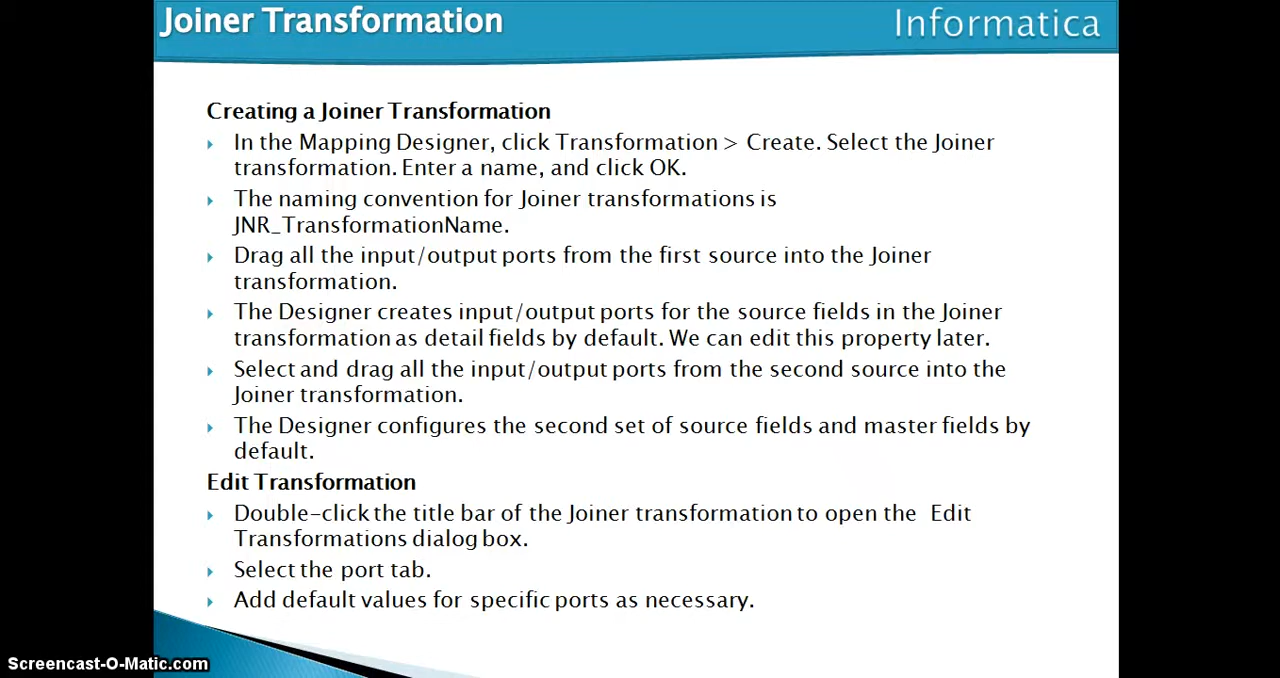 Joiner Transformation
Informatica
Creating a Joiner Transformation
In the Mapping Designer, click Transformation > Create. Select the Joiner
transformation. Enter a name, and click OK.
The naming convention for Joiner transformations is
JNR_TransformationName.
Drag all the input/output ports from the first source into the Joiner
transformation.
The Designer creates input/output ports for the source fields in the Joiner
transformation as detail fields by default. We can edit this property later.
Select and drag all the input/output ports from the second source into the
Joiner transformation.
The Designer configures the second set of source fields and master fields by
default.
Edit Transformation
Double-click the title bar of the Joiner transformation to open the Edit
Transformations dialog box.
Select the port tab.
Add default values for specific ports as necessary.
Screencast-O-Matic.com